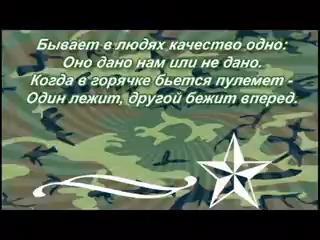 Бывает в людях качество одно:
Оно дано нам или не дано.
Когда в горячке бьется пулемет -
Один лежит, другой бежит вперед.